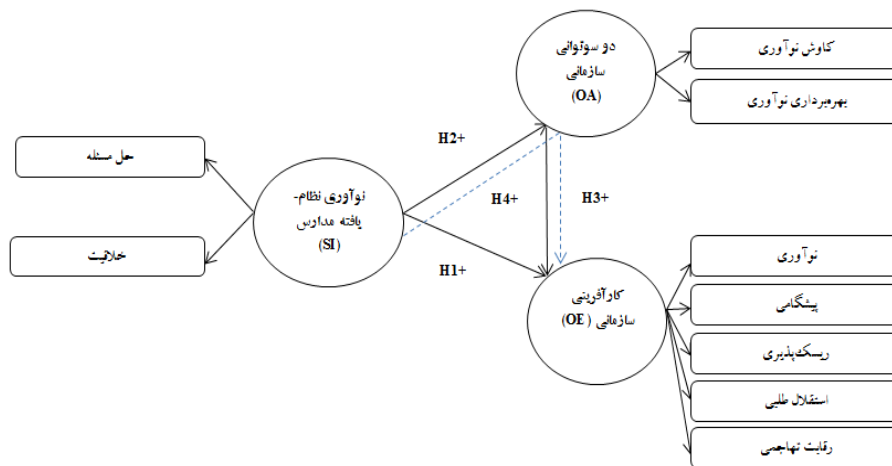 دو سوتوانی
سازمانی
(OA)
کاوش نوآوری
بهره‌برداری نوآوری
H2+
حل مسئله
نوآوری نظام-
یافته مدارس
(SI)
H4+
H3+
خلاقیت
H1+
نوآوری
کارآفرینی
سازمانی (OE)
پیشگامی
ریسک‌پذیری
استقلال طلبی
رقابت تهاجمی